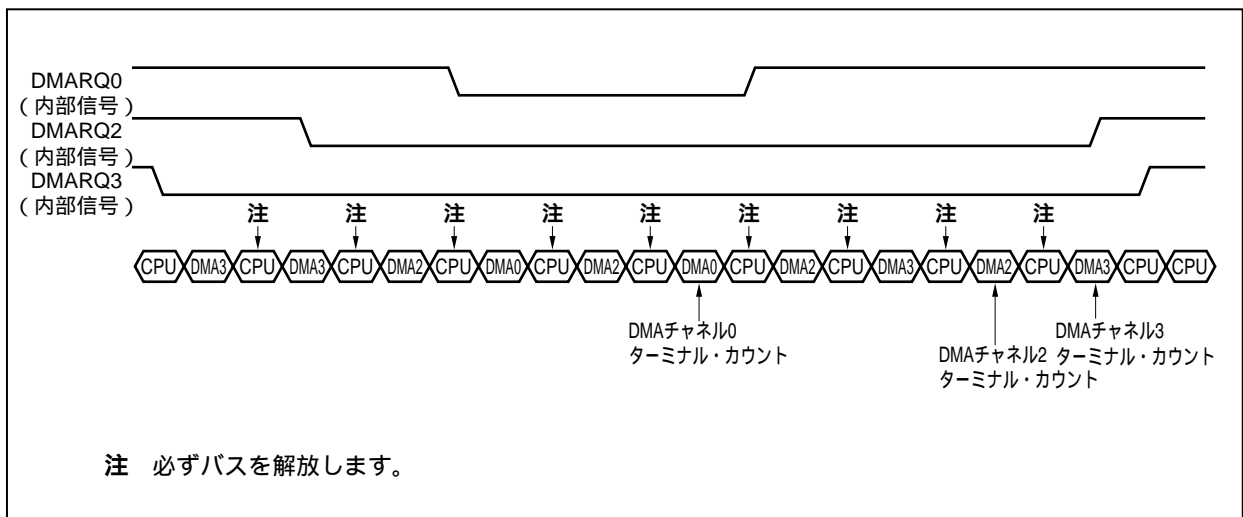 DMARQ0
（内部信号）
DMARQ2
（内部信号）
DMARQ3
（内部信号）
注 注 注 注 注 注 注 注 注
CPU DMA3 CPU DMA3 CPU DMA2 CPU DMA0 CPU DMA2 CPU DMA0 CPU DMA2 CPU DMA3 CPU DMA2 CPU DMA3 CPU CPU
DMAチャネル0
ターミナル・カウント
DMAチャネル2
ターミナル・カウント
DMAチャネル3
ターミナル・カウント
注 必ずバスを解放します。